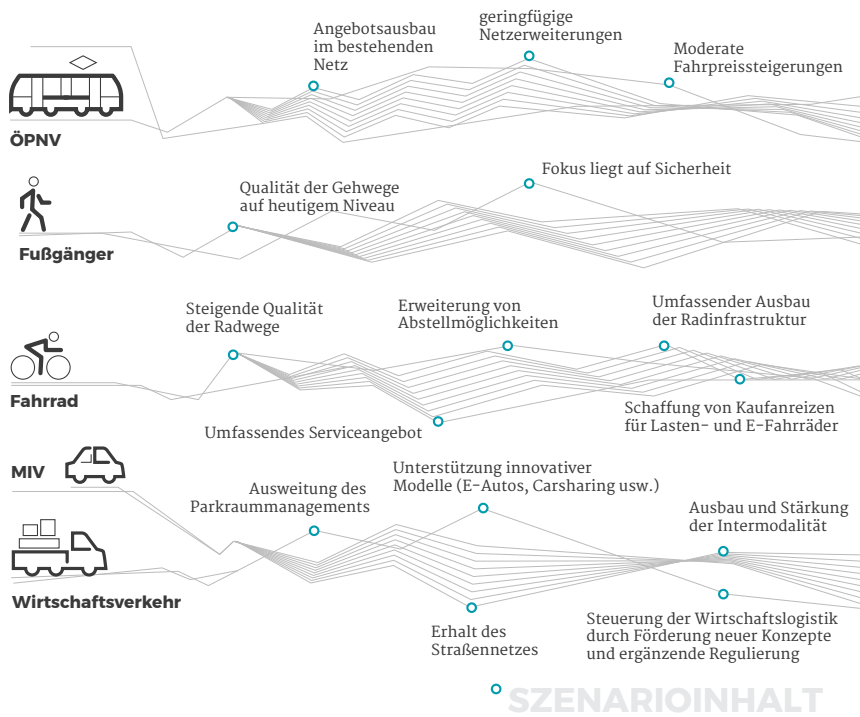 Angebotsausbau
im bestehenden
Netz
geringfügige
Netzerweiterungen
Moderate
Fahrpreissteigerungen
ÖPNV
Qualität der Gehwege
auf heutigem Niveau
Fokus liegt auf Sicherheit
Fußgänger
Steigende Qualität
der Radwege
Erweiterung von
Abstellmöglichkeiten
Umfassender Ausbau
der Radinfrastruktur
Fahrrad
Umfassendes Serviceangebot
Schaffung von Kaufanreizen
für Lasten- und E-Fahrräder
MIV
Ausweitung des
Parkraummanagements
Unterstützung innovativer
Modelle (E-Autos, Carsharing usw.)
Ausbau und Stärkung
der Intermodalität
Wirtschaftsverkehr
Erhalt des
Straßennetzes
Steuerung der Wirtschaftslogistik
durch Förderung neuer Konzepte
und ergänzende Regulierung
SZENARIOINHALT